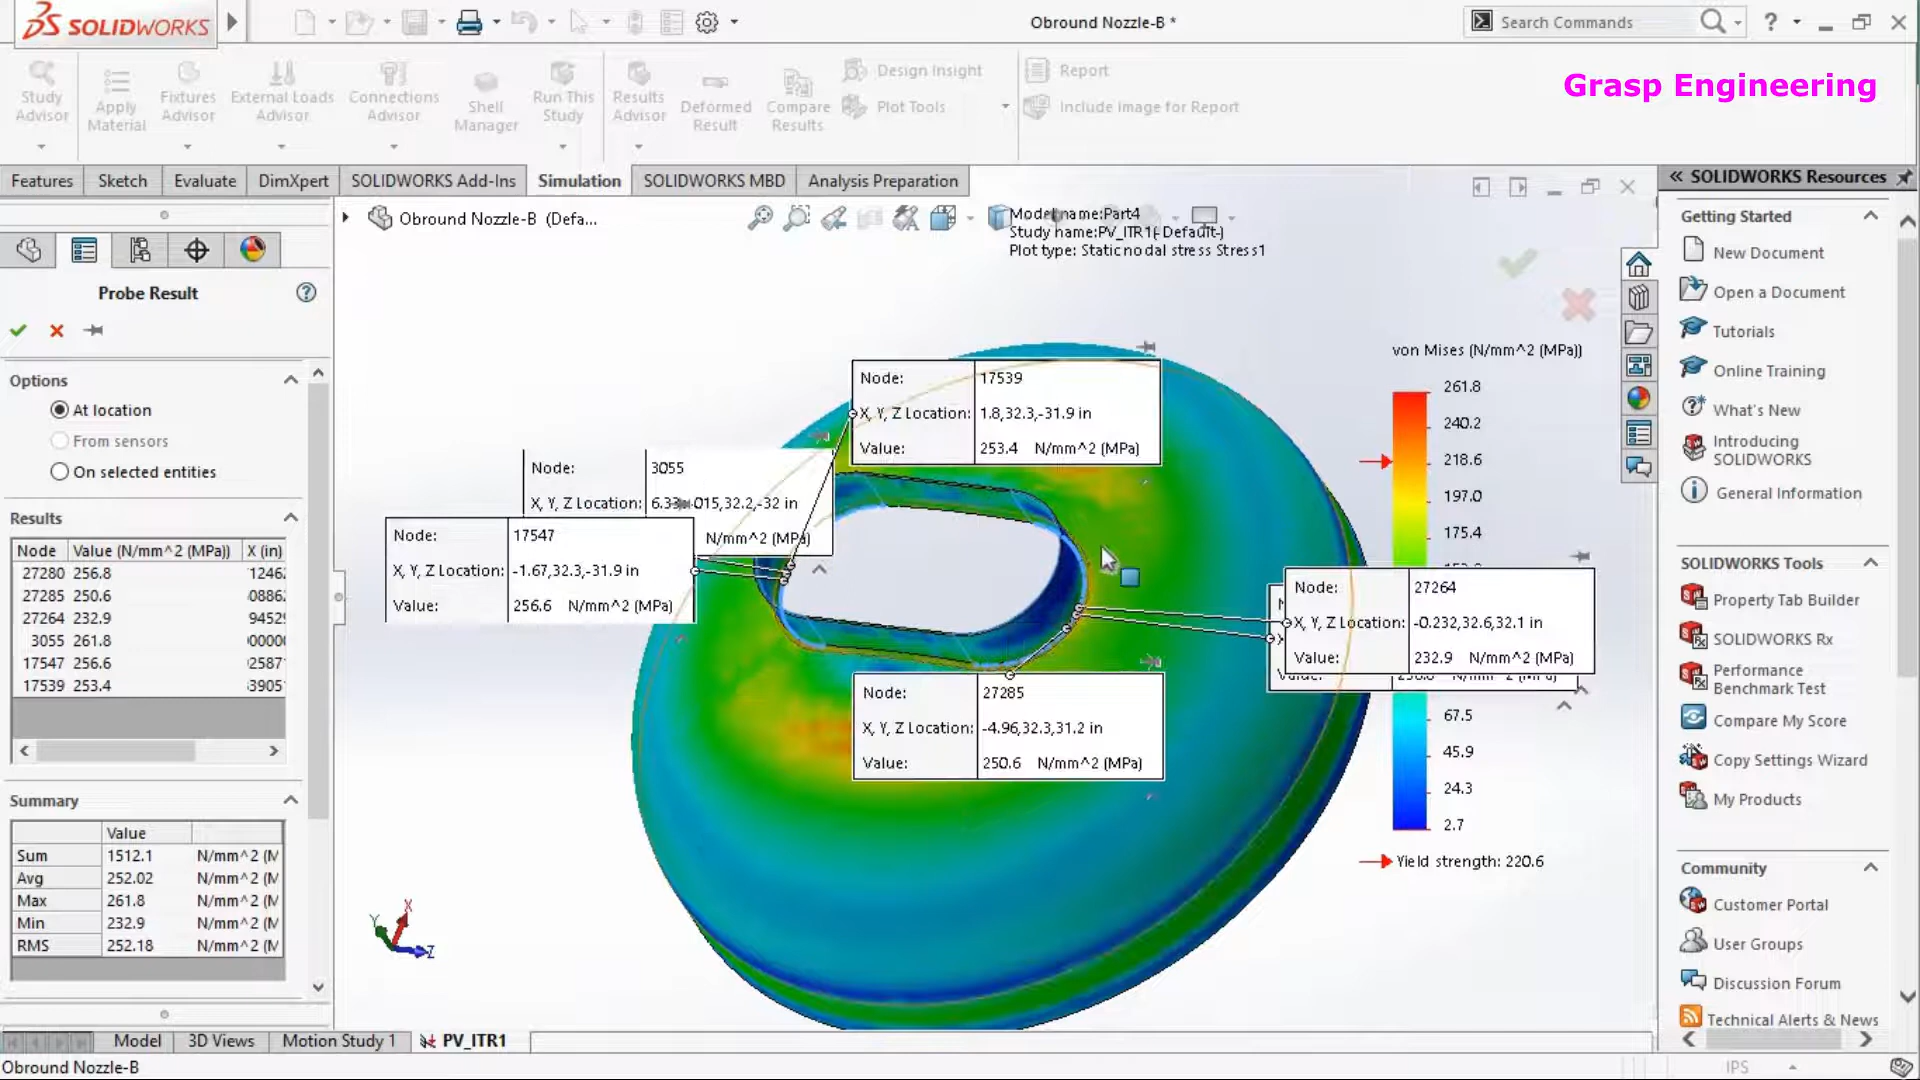 SOLIDWORKS
Obround Nozzle-B *
Search Commands
?
Grasp Engineering
Study Advisor
Apply Material
Fixtures Advisor
External Loads Advisor
Connections Advisor
Shell Manager
Run This Study
Results Advisor
Deformed Result
Compare Results
Design Insight
Plot Tools
Report
Include Image for Report
Features
Sketch
Evaluate
DimXpert
SOLIDWORKS Add-Ins
Simulation
SOLIDWORKS MBD
Analysis Preparation
Probe Result
Options
At location
From sensors
On selected entities
Results
Node Value (N/mm^2 (MPa)) X (in)
27280 256.8
27285 250.6
27264 232.9
3055 261.8
17547 256.6
17539 253.4
Summary
Value
Sum 1512.1 N/mm^2 (M
Avg 252.02 N/mm^2 (M
Max 261.8 N/mm^2 (M
Min 232.9 N/mm^2 (M
RMS 252.18 N/mm^2 (M
Obround Nozzle-B (Defa...
Model name:Part4
Study name:PV_ITR1(-Default-)
Plot type: Static nodal stress Stress1
Node: 17539
X, Y, Z Location: 1.8,32.3,-31.9 in
Value: 253.4 N/mm^2 (MPa)
Node: 3055
X, Y, Z Location:
N/mm^2 (MPa)
Node: 17547
X, Y, Z Location: -1.67,32.3,-31.9 in
Value: 256.6 N/mm^2 (MPa)
Node: 27264
X, Y, Z Location: -0.232,32.6,32.1 in
Value: 232.9 N/mm^2 (MPa)
Node: 27285
X, Y, Z Location: -4.96,32.3,31.2 in
Value: 250.6 N/mm^2 (MPa)
von Mises (N/mm^2 (MPa))
261.8
240.2
218.6
197.0
175.4
67.5
45.9
24.3
2.7
Yield strength: 220.6
X
Y
Z
SOLIDWORKS Resources
Getting Started
New Document
Open a Document
Tutorials
Online Training
What's New
Introducing SOLIDWORKS
General Information
SOLIDWORKS Tools
Property Tab Builder
SOLIDWORKS Rx
Performance Benchmark Test
Compare My Score
Copy Settings Wizard
My Products
Community
Customer Portal
User Groups
Discussion Forum
Technical Alerts & News
Model
3D Views
Motion Study 1
PV_ITR1
Obround Nozzle-B
IPS